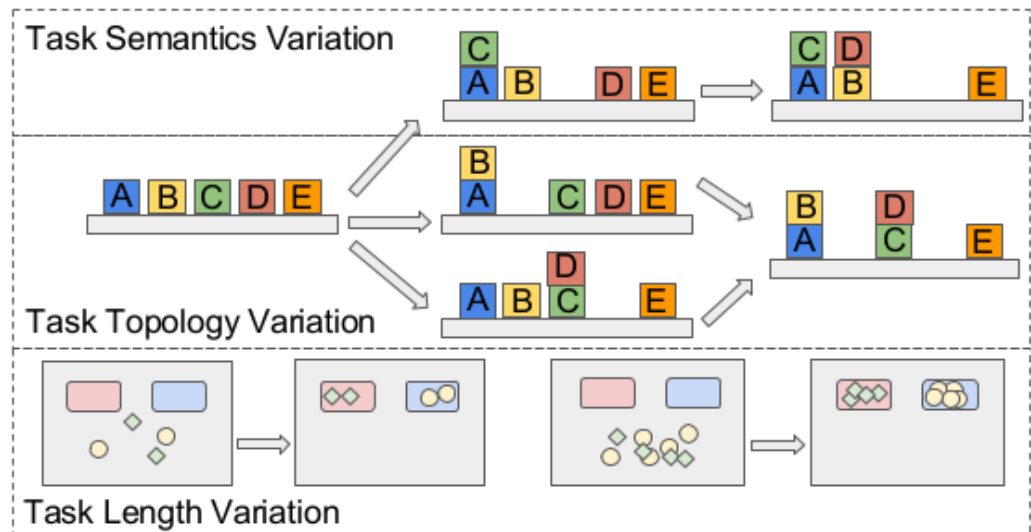 Task Semantics Variation
C
A B D E
C D
A B E
A B C D E
B
A C D E
D
A B C E
B D
A C E
Task Topology Variation
Task Length Variation